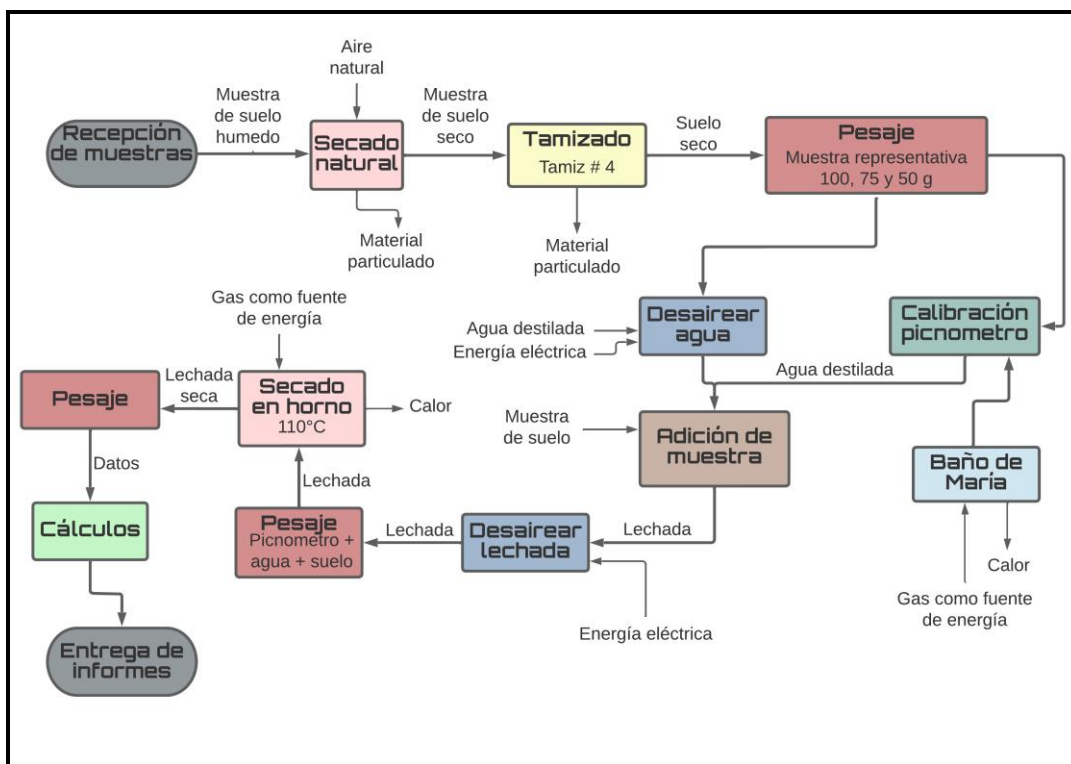 Aire
natural
Recepción
de muestras
Muestra
de suelo
humedo
Secado
natural
Muestra
de suelo
seco
Tamizado
Tamiz # 4
Suelo
seco
Pesaje
Muestra representativa
100, 75 y 50 g
Material
particulado
Material
particulado
Gas como fuente
de energía
Agua destilada
Energía eléctrica
Desairear
agua
Calibración
picnometro
Agua destilada
Pesaje
Lechada
seca
Secado
en horno
110°C
Calor
Muestra
de suelo
Adición de
muestra
Baño de
María
Datos
Lechada
Cálculos
Pesaje
Picnometro +
agua + suelo
Lechada
Desairear
lechada
Lechada
Calor
Gas como fuente
de energía
Energía eléctrica
Entrega de
informes